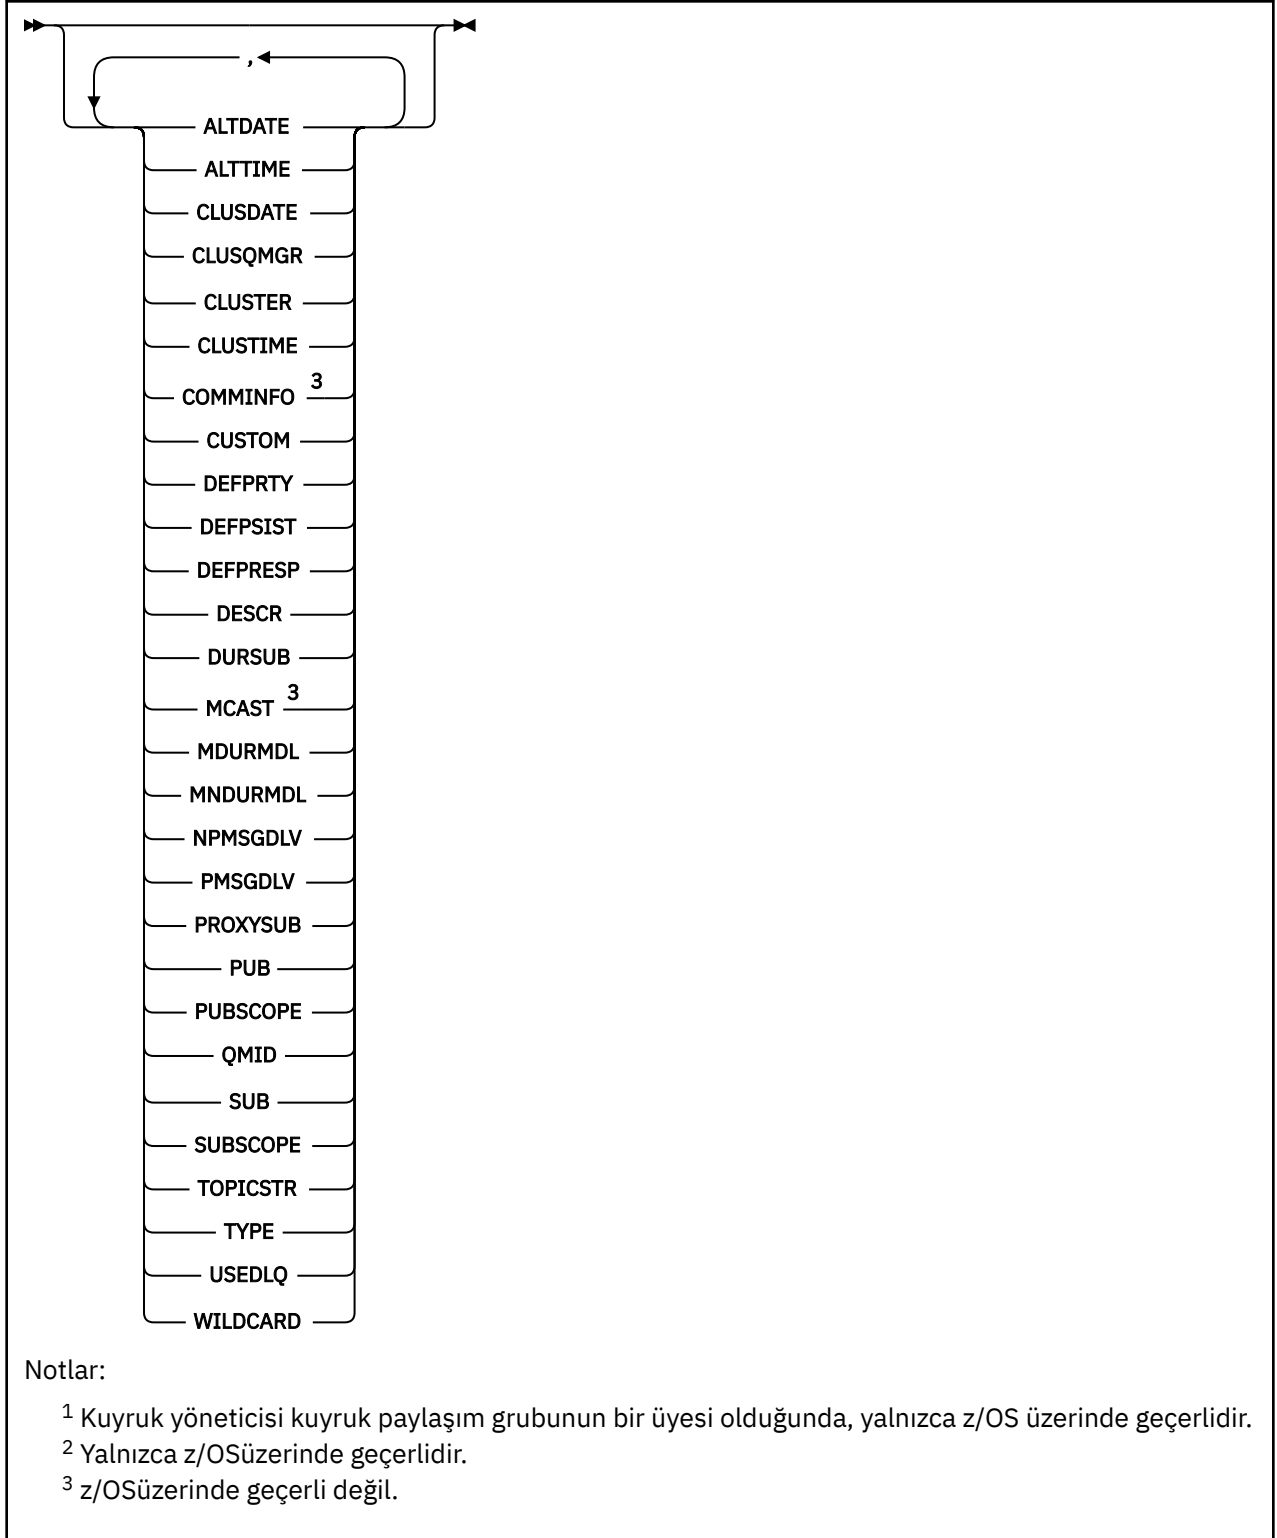 ,
ALTDATE
ALTTIME
CLUSDATE
CLUSQMGR
CLUSTER
CLUSTIME
COMMINFO 3
CUSTOM
DEFPRTY
DEFPSIST
DEFPRESP
DESCR
DURSUB
MCAST 3
MDURMDL
MNDURMDL
NPMSGDLV
PMSGDLV
PROXYSUB
PUB
PUBSCOPE
QMID
SUB
SUBSCOPE
TOPICSTR
TYPE
USEDLQ
WILDCARD
Notlar:
1 Kuyruk yöneticisi kuyruk paylaşım grubunun bir üyesi olduğunda, yalnızca z/OS üzerinde geçerlidir.
2 Yalnızca z/OSüzerinde geçerlidir.
3 z/OSüzerinde geçerli değil.